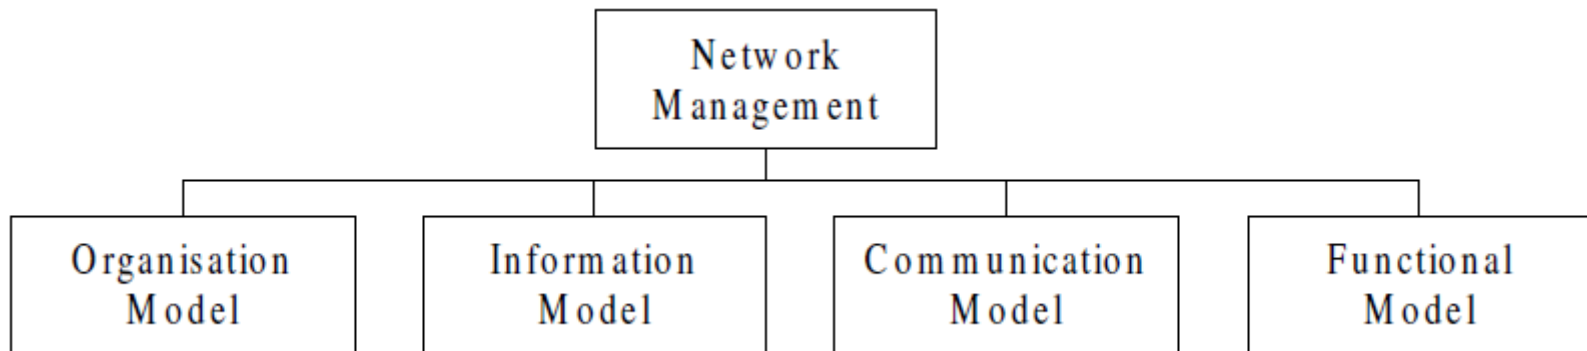 Network
Management
Organisation
Model
Information
Model
Communication
Model
Functional
Model